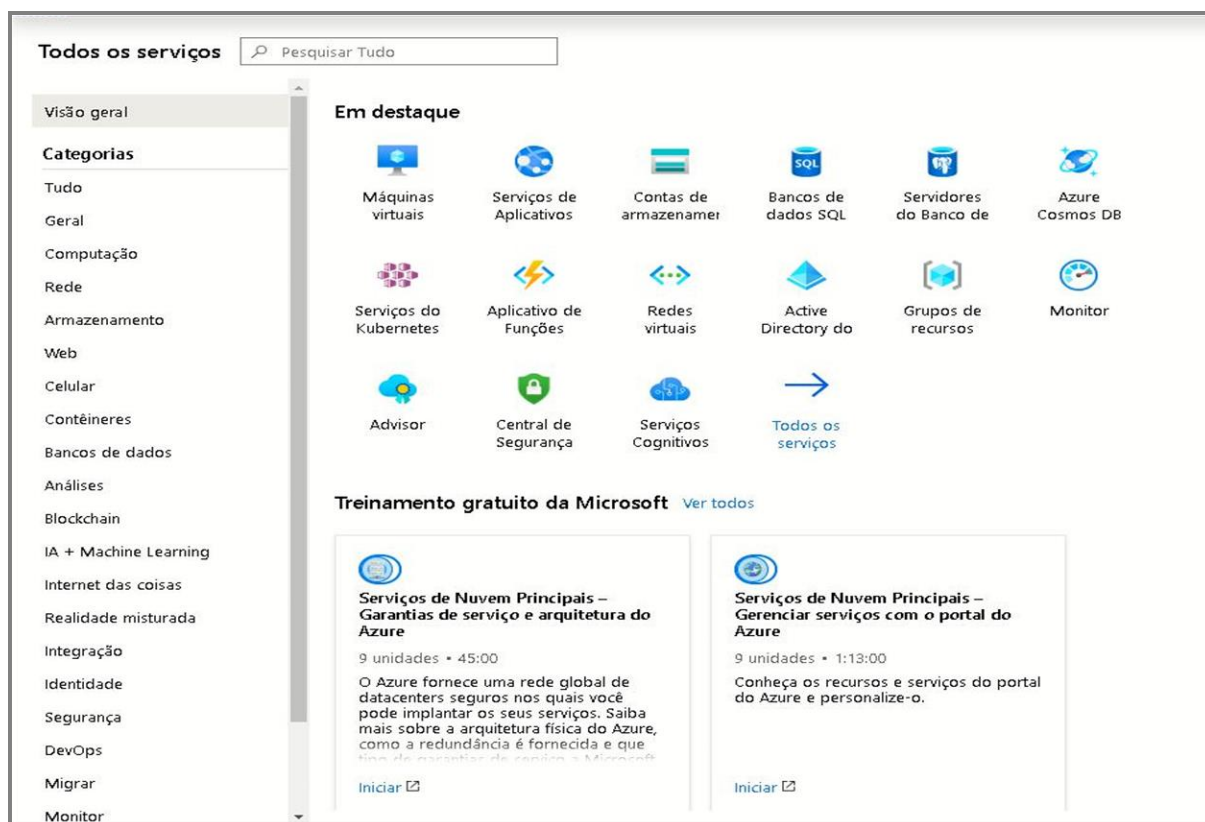 Todos os serviços
Pesquisar Tudo
Visão geral
Categorias
Tudo
Geral
Computação
Rede
Armazenamento
Web
Celular
Contêineres
Bancos de dados
Análises
Blockchain
IA + Machine Learning
Internet das coisas
Realidade misturada
Integração
Identidade
Segurança
DevOps
Migrar
Monitor
Em destaque
Máquinas
virtuais
Serviços de
Aplicativos
Contas de
armazenamer
SQL
Bancos de
dados SQL
Servidores
do Banco de
Azure
Cosmos DB
Serviços do
Kubernetes
Aplicativo de
Funções
Redes
virtuais
Active
Directory do
Grupos de
recursos
Monitor
Advisor
Central de
Segurança
Serviços
Cognitivos
Todos os
serviços
Treinamento gratuito da Microsoft Ver todos
Serviços de Nuvem Principais –
Garantias de serviço e arquitetura do
Azure
9 unidades • 45:00
O Azure fornece uma rede global de
datacenters seguros nos quais você
pode implantar os seus serviços. Saiba
mais sobre a arquitetura física do Azure,
como a redundância é fornecida e que
tipo de garantias de serviço a Microsoft
Iniciar
Serviços de Nuvem Principais –
Gerenciar serviços com o portal do
Azure
9 unidades • 1:13:00
Conheça os recursos e serviços do portal
do Azure e personalize-o.
Iniciar